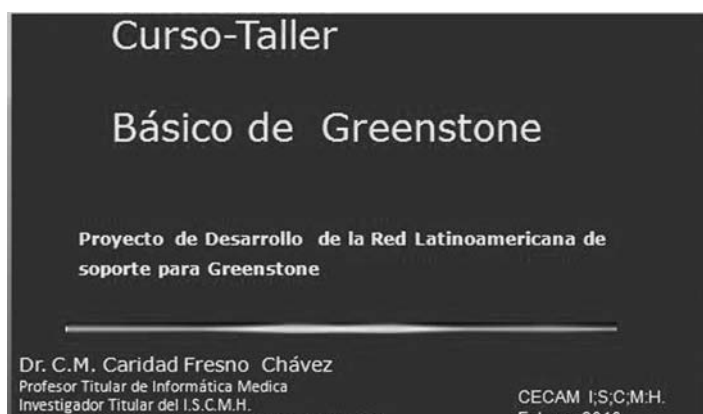 Curso-Taller
Básico de Greenstone
Proyecto de Desarrollo de la Red Latinoamericana de
soporte para Greenstone
Dr. C.M. Caridad Fresno Chávez
Profesor Titular de Informática Medica
Investigador Titular del I.S.C.M.H.
CECAM I;S;C;M:H.